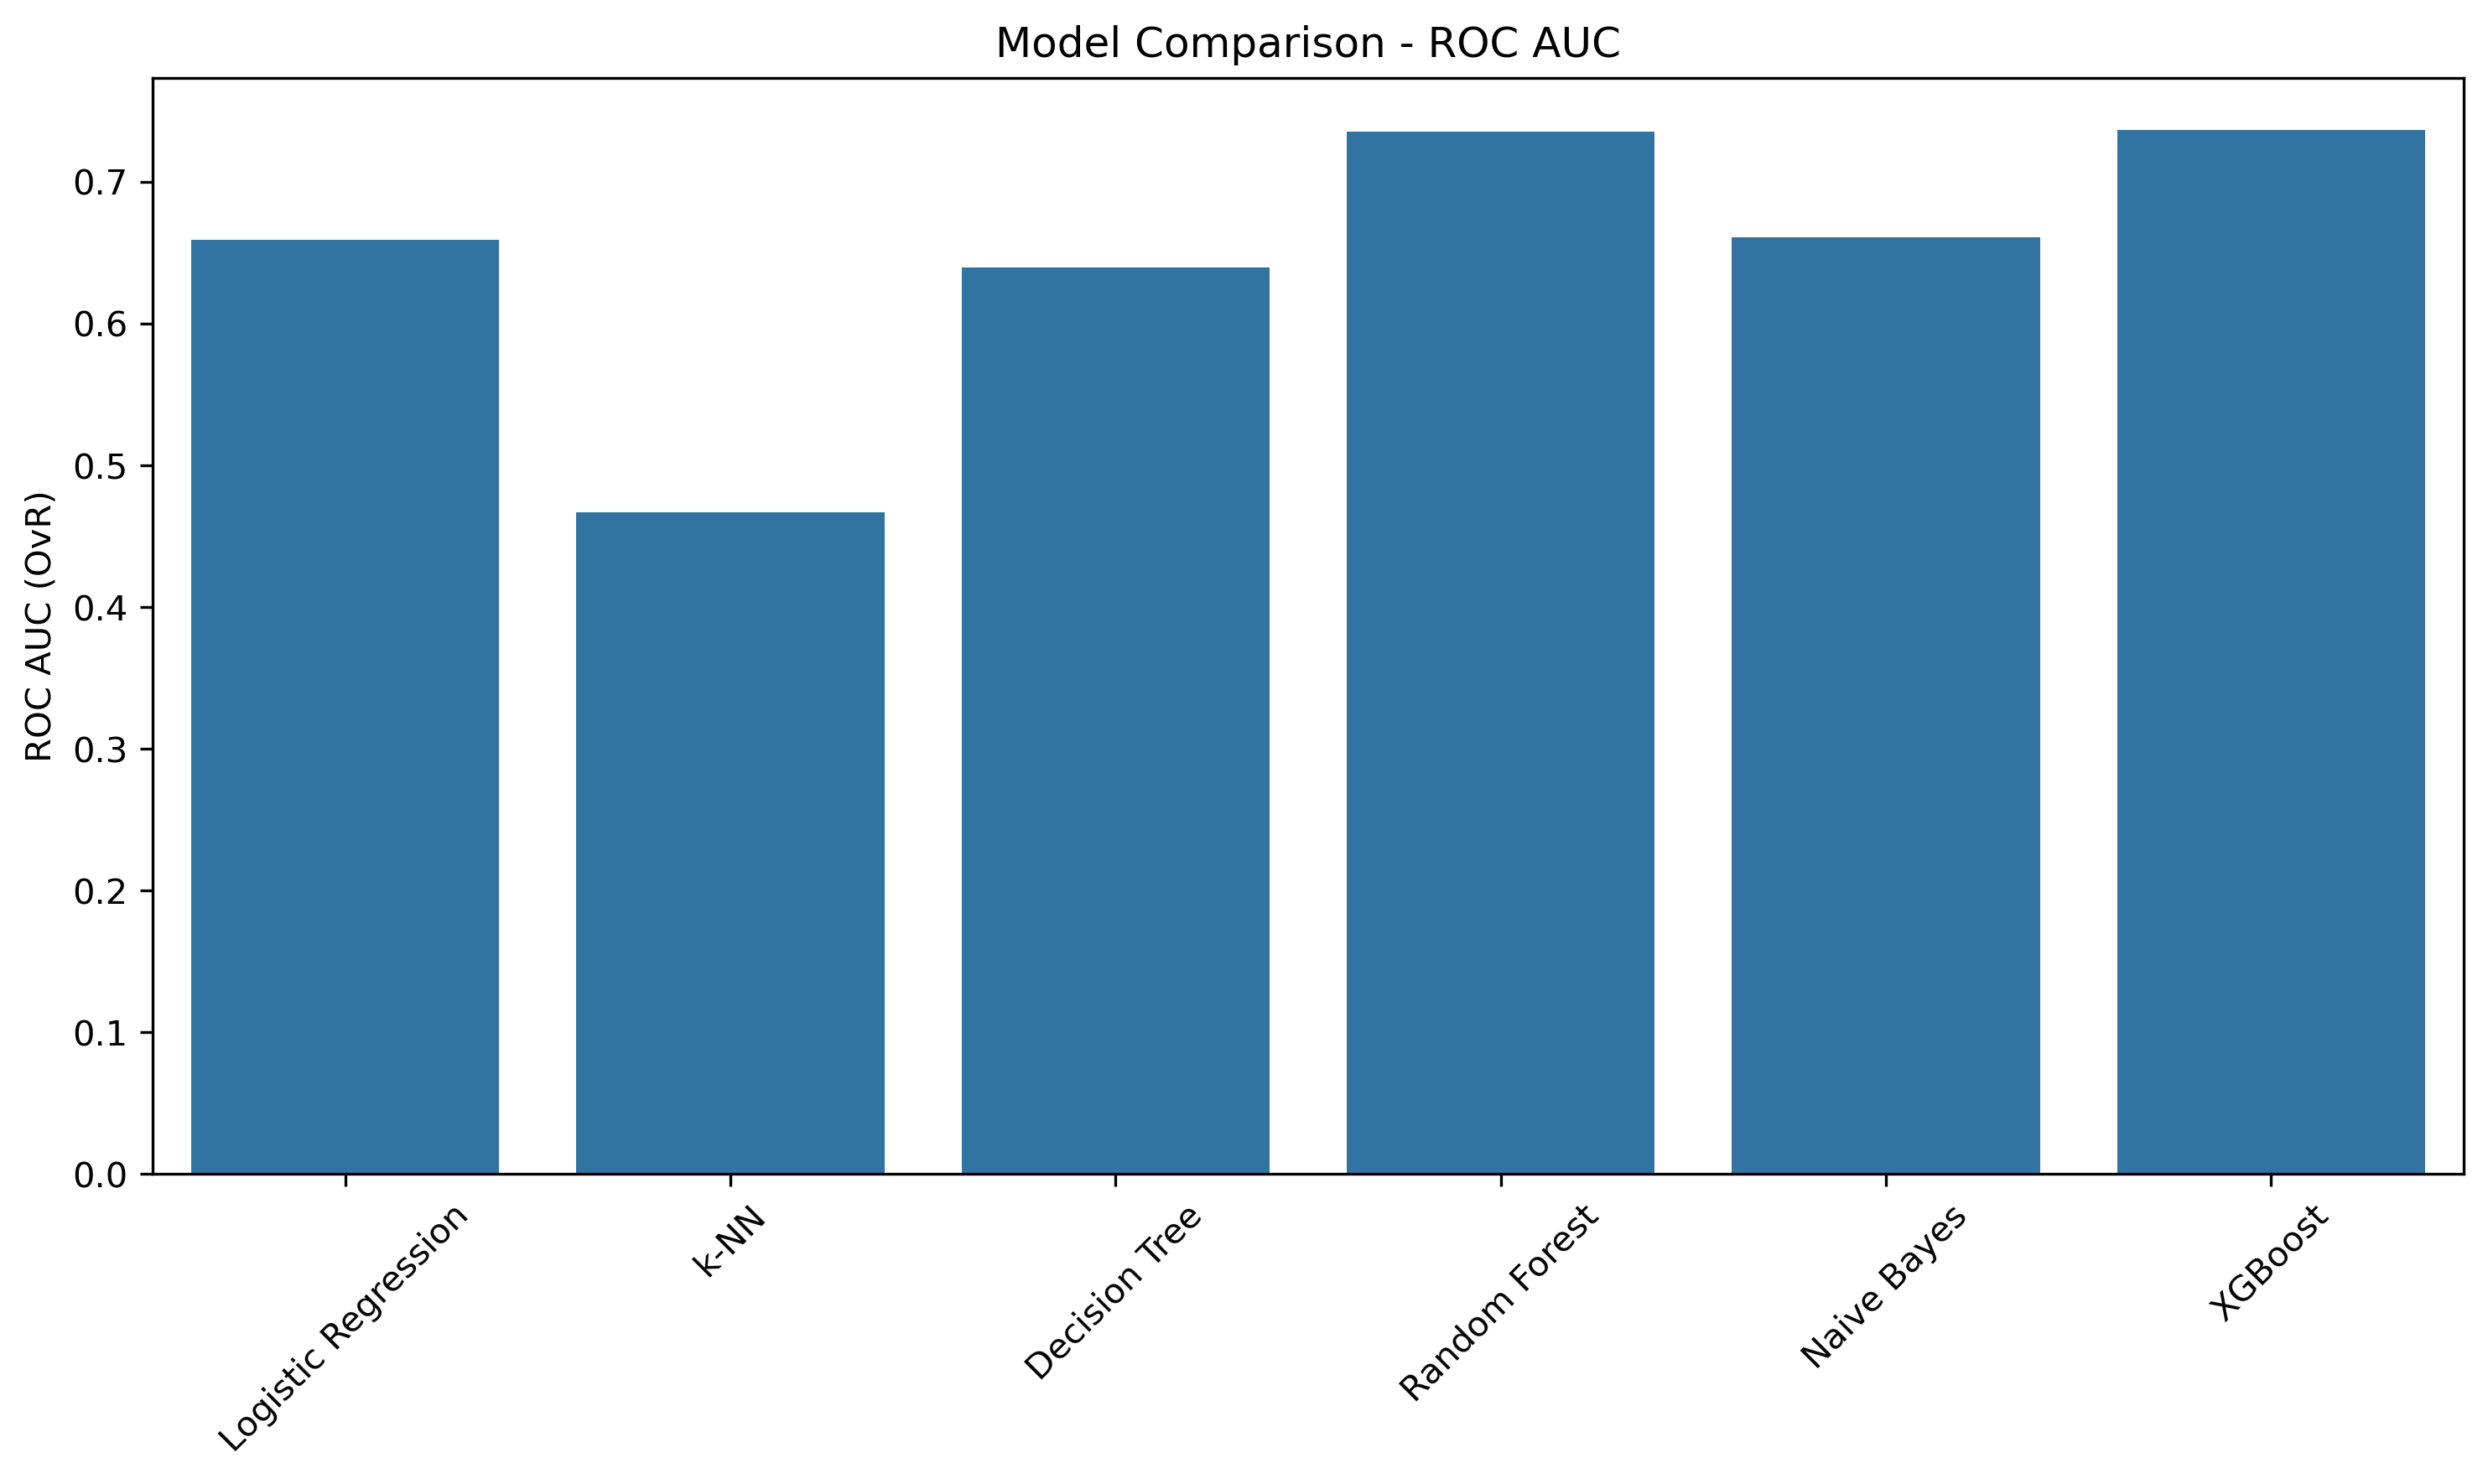 Model Comparison - ROC AUC
ROC AUC (OvR)
0.7
0.6
0.5
0.4
0.3
0.2
0.1
0.0
Logistic Regression
k-NN
Decision Tree
Random Forest
Naive Bayes
XGBoost